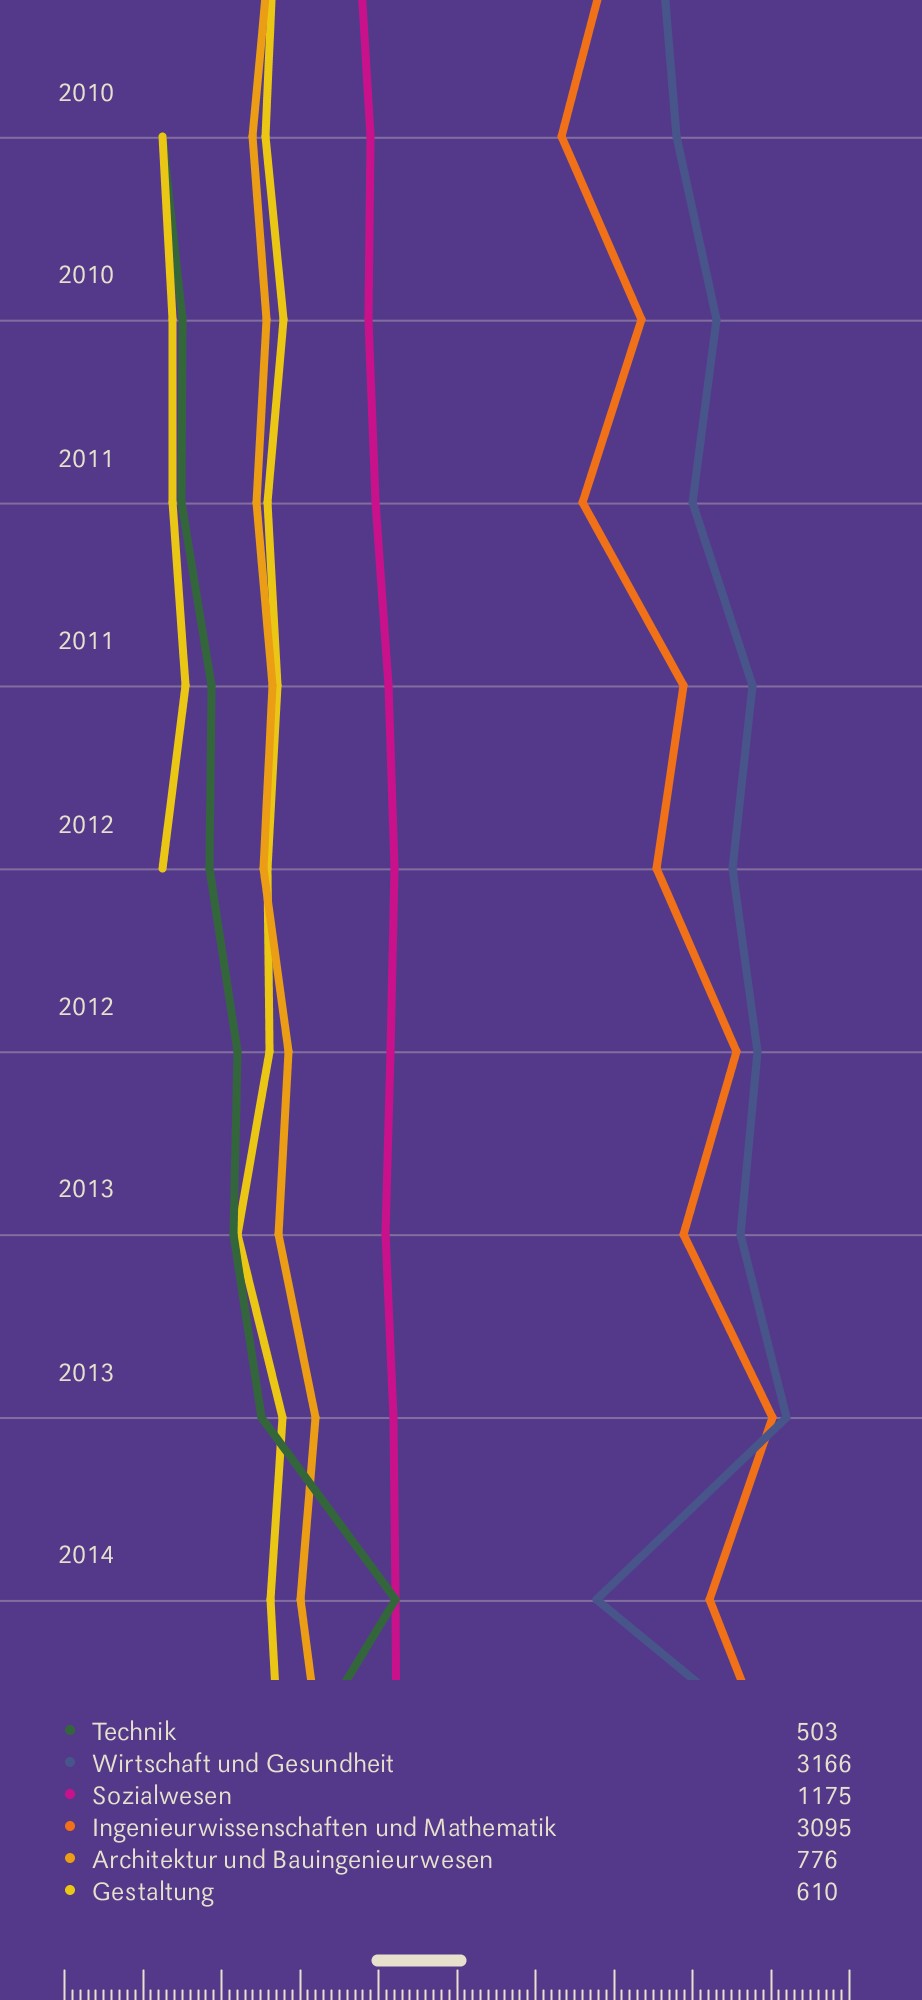 2010
2010
2011
2011
2012
2012
2013
2013
2014
Technik 503
Wirtschaft und Gesundheit 3166
Sozialwesen 1175
Ingenieurwissenschaften und Mathematik 3095
Architektur und Bauingenieurwesen 776
Gestaltung 610